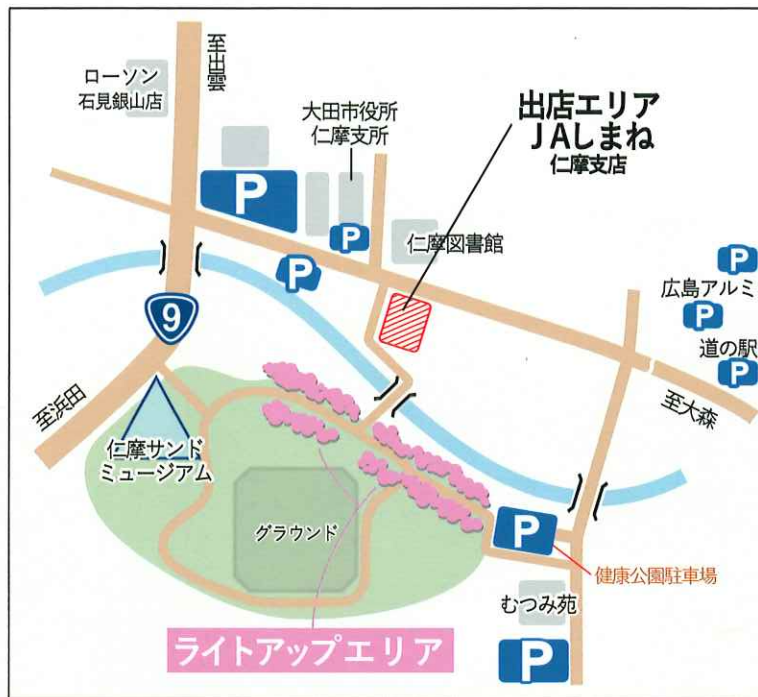 至出雲
ローソン
石見銀山店
大田市役所
仁摩支所
出店エリア
JAしまね
仁摩支店
P
P
仁摩図書館
P
P
広島アルミ
P
道の駅
P
9
至浜田
至大森
仁摩サンド
ミュージアム
グラウンド
P
健康公園駐車場
むつみ苑
ライトアップエリア
P